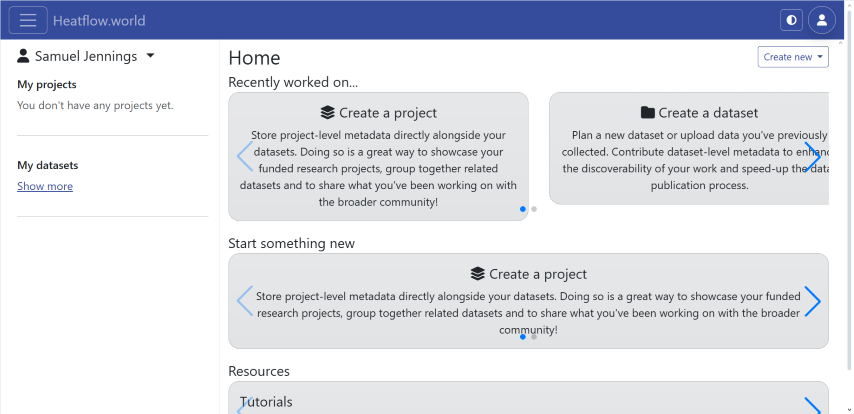 Heatflow.world
Samuel Jennings
My projects
You don't have any projects yet.
My datasets
Show more
Home
Create new
Recently worked on...
Create a project
Store project-level metadata directly alongside your
datasets. Doing so is a great way to showcase your
funded research projects, group together related
datasets and to share what you've been working on with
the broader community!
Create a dataset
Plan a new dataset or upload data you've previously
collected. Contribute dataset-level metadata to enhanc
the discoverability of your work and speed-up the data
publication process.
Start something new
Create a project
Store project-level metadata directly alongside your datasets. Doing so is a great way to showcase your funded
research projects, group together related datasets and to share what you've been working on with the broader
community!
Resources
Tutorials